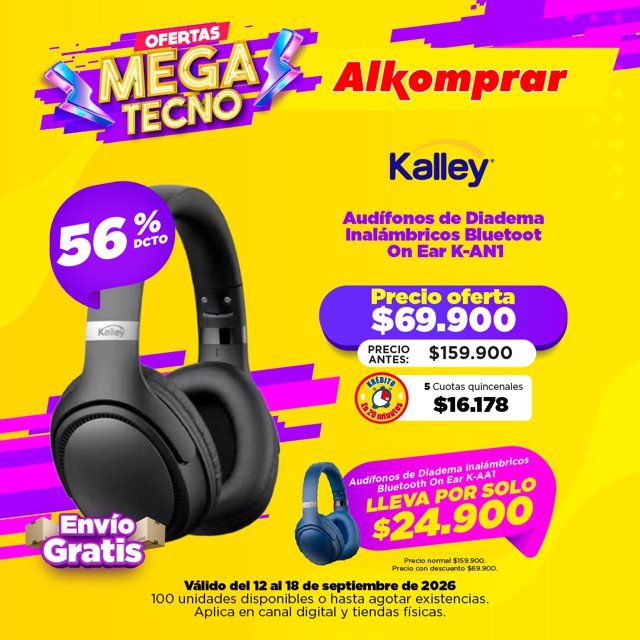 OFERTAS
MEGA
TECNO
Alkomprar
Kalley
Audífonos de Diadema
Inalámbricos Bluetoot
On Ear K-AN1
56%
DCTO
Kalley
Precio oferta
$69.900
PRECIO
ANTES:
$159.900
KRÉDITO
En 20 minutos
5 Cuotas quincenales
$16.178
Audífonos de Diadema Inalámbricos
Bluetooth On Ear K-AA1
LLEVA POR SOLO
$24.900
Envío
Gratis
Precio normal $159.900.
Precio con descuento $69.900.
Válido del 12 al 18 de septiembre de 2026
100 unidades disponibles o hasta agotar existencias.
Aplica en canal digital y tiendas físicas.